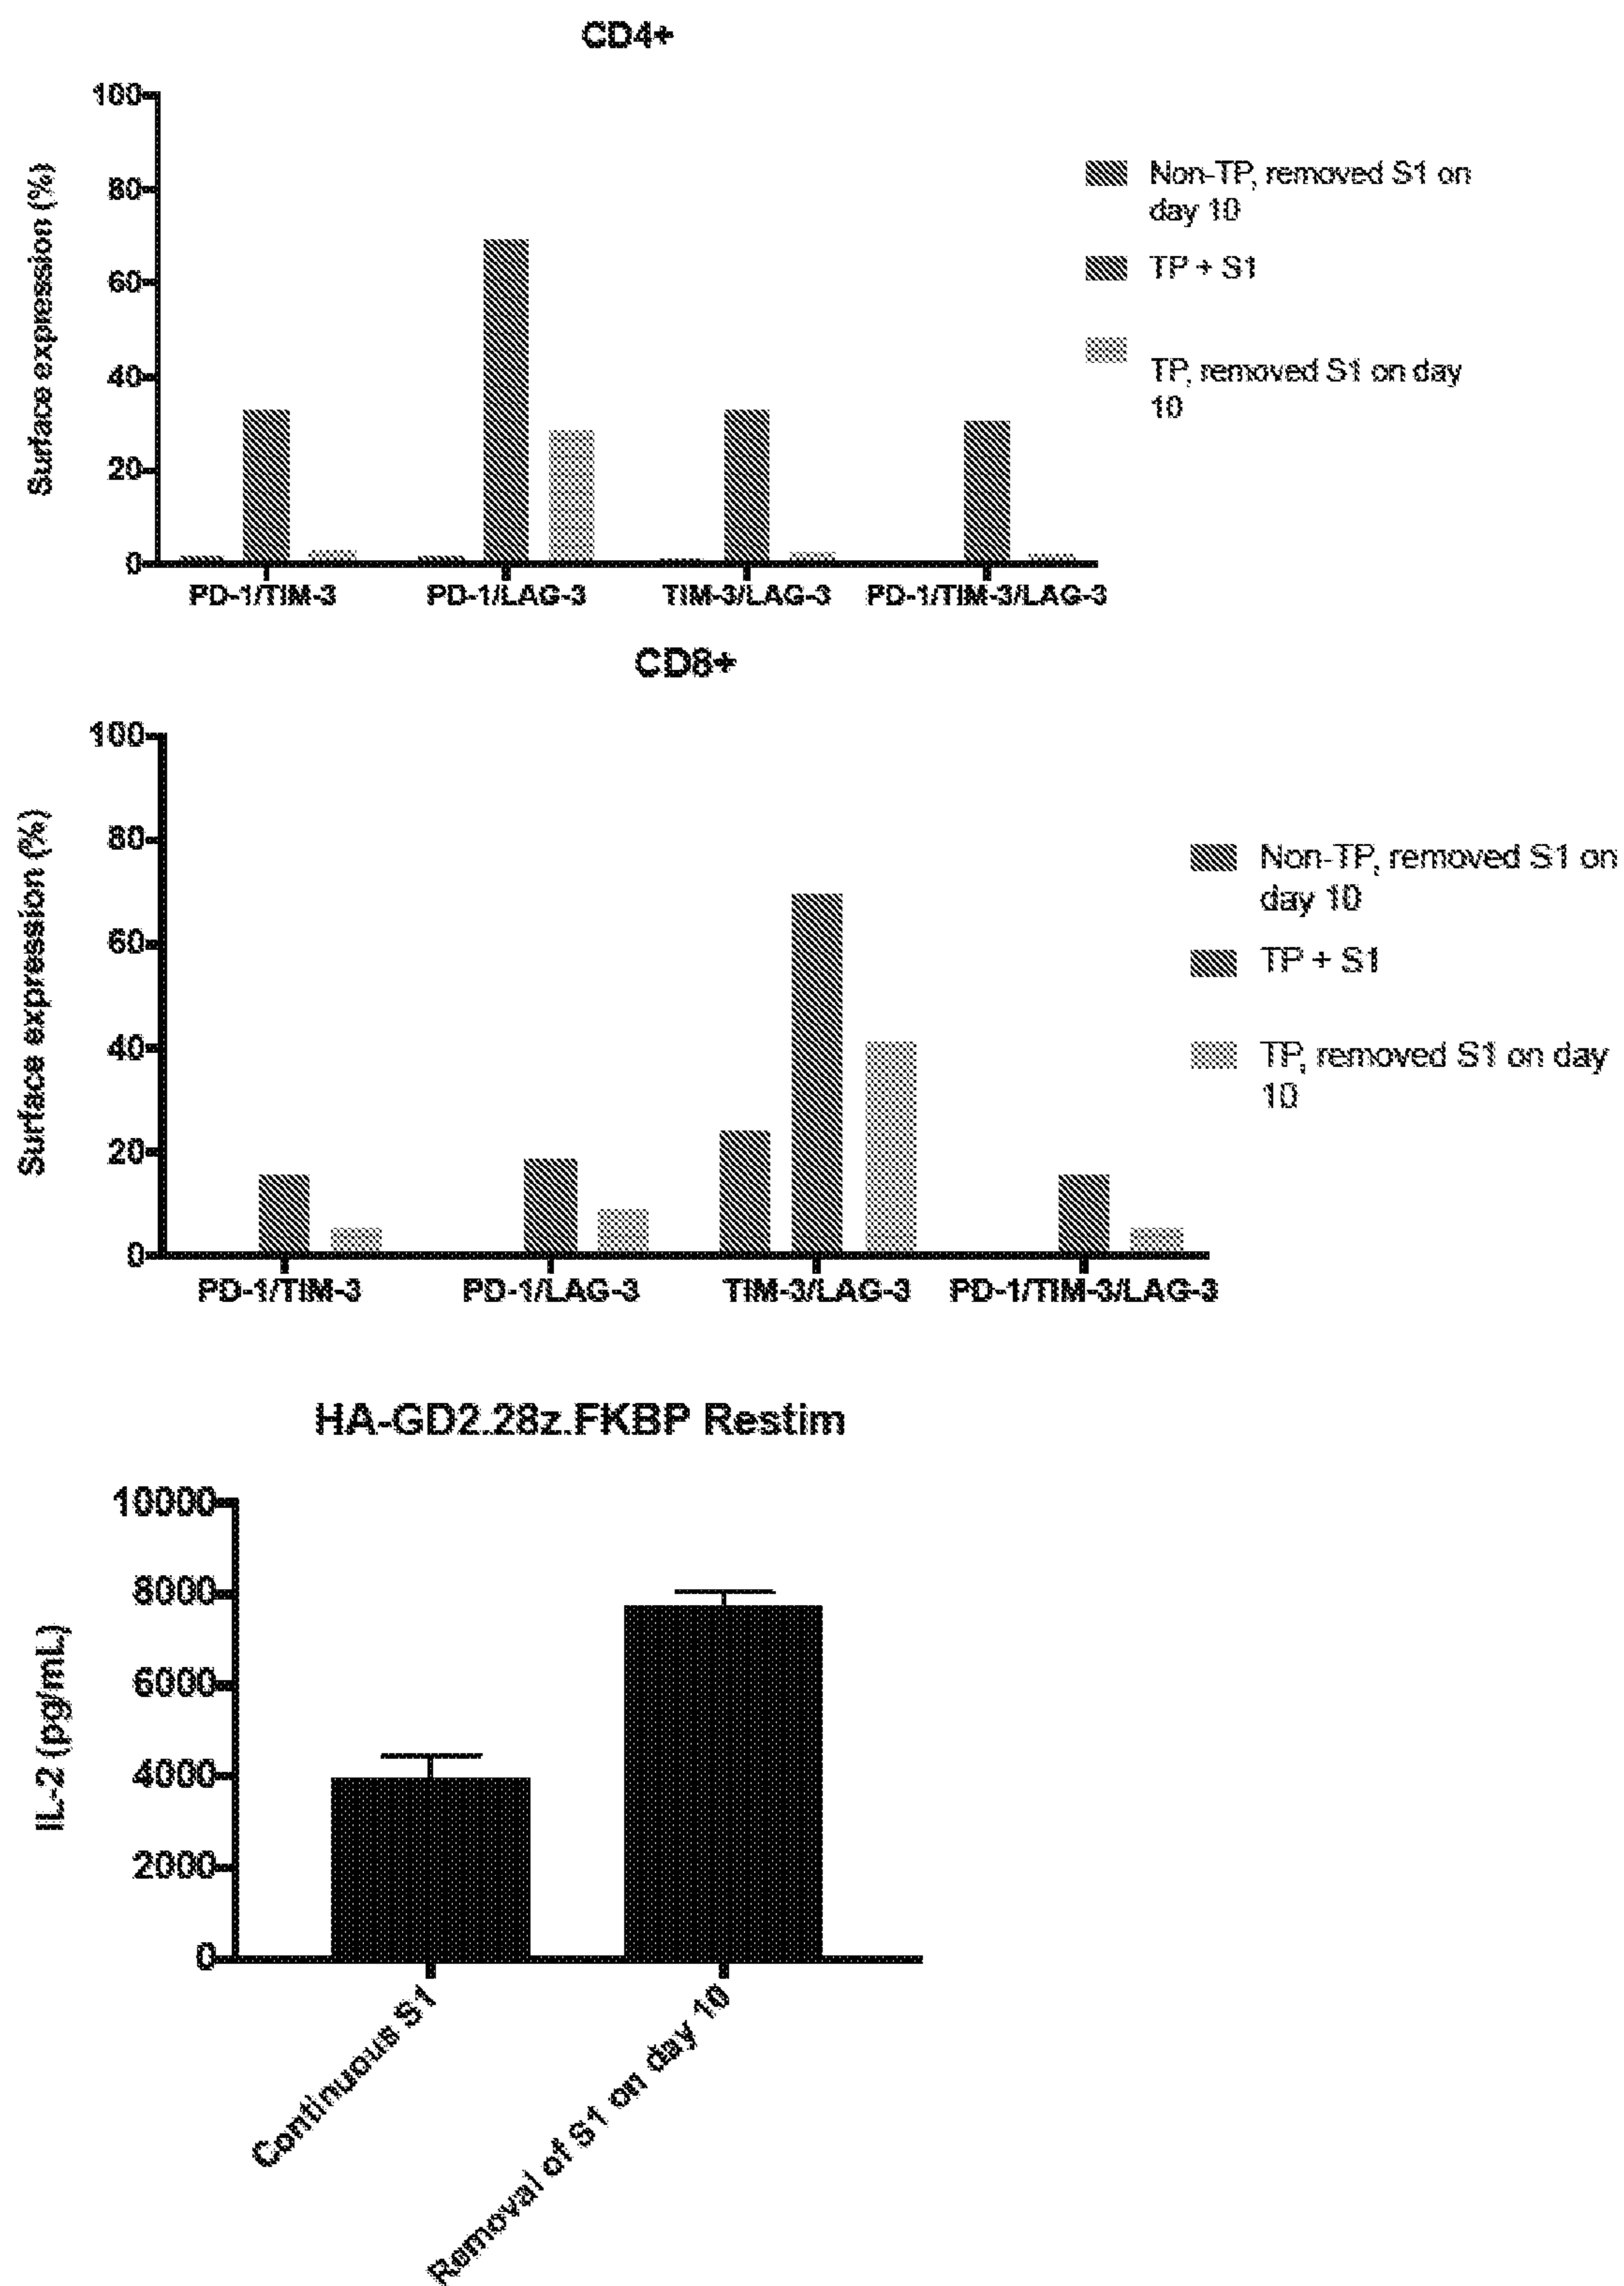 CD4+
100
80
60
40
20
0
Surface expression (%)
PD-1/TIM-3
PD-1/LAG-3
TIM-3/LAG-3
PD-1/TIM-3/LAG-3
Non-TP, removed S1 on
day 10
TP + S1
TP, removed S1 on day
10
CD8+
100
80
60
40
20
0
Surface expression (%)
PD-1/TIM-3
PD-1/LAG-3
TIM-3/LAG-3
PD-1/TIM-3/LAG-3
Non-TP, removed S1 on
day 10
TP + S1
TP, removed S1 on day
10
HA-GD2.28z.FKBP Restim
10000
8000
6000
4000
2000
0
IL-2 (pg/mL)
Continuous S1
Removal of S1 on day 10